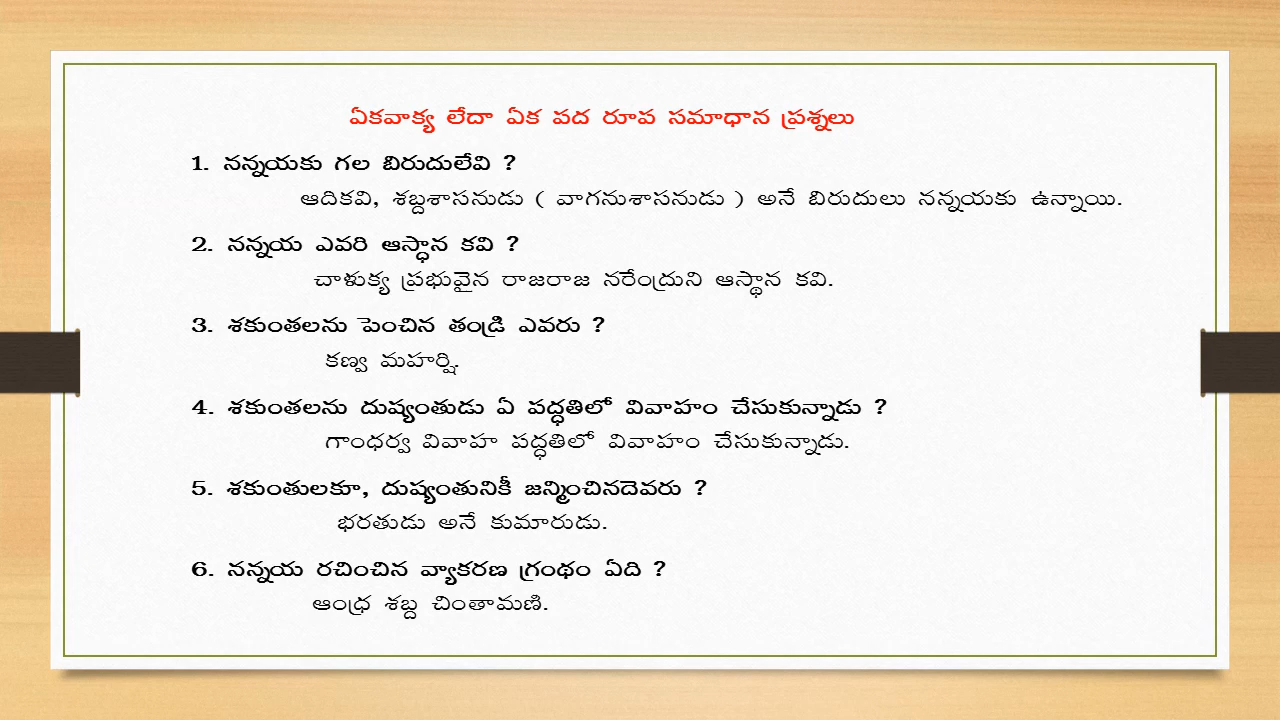 ఏకవాక్య లేదా ఏక పద రూప సమాధాన ప్రశ్నలు
1. నన్నయకు గల బిరుదులేవి ?
ఆదికవి, శబ్దశాసనుడు ( వాగనుశాసనుడు ) అనే బిరుదులు నన్నయకు ఉన్నాయి.
2. నన్నయ ఎవరి ఆస్థాన కవి ?
చాళుక్య ప్రభువైన రాజరాజ నరేంద్రుని ఆస్థాన కవి.
3. శకుంతలను పెంచిన తండ్రి ఎవరు ?
కణ్వ మహర్షి.
4. శకుంతలను దుష్యంతుడు ఏ పద్ధతిలో వివాహం చేసుకున్నాడు ?
గాంధర్వ వివాహ పద్ధతిలో వివాహం చేసుకున్నాడు.
5. శకుంతులకూ, దుష్యంతునికీ జన్మించినదెవరు ?
భరతుడు అనే కుమారుడు.
6. నన్నయ రచించిన వ్యాకరణ గ్రంథం ఏది ?
ఆంధ్ర శబ్ద చింతామణి.